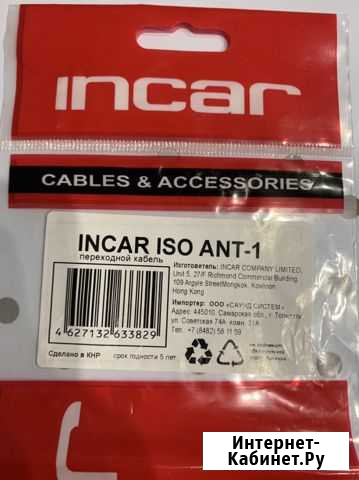 incar
CABLES & ACCESSORIES
INCAR ISO ANT-1
переходной кабель
Изготовитель: INCAR COMPANY LIMITED,
Unit 5, 27/F Richmond Commercial Building
109 Argyle StreetMongkok, Kowloon
Hong Kong
Импортер: ООО «САУНД СИСТЕМ»
Адрес: 445010, Самарская обл., г. Тольятти
ул. Советская 74А, комн. 21А
Тел.: +7 (8482) 56 11 59
4 627132 633829
Сделано в КНР срок годности 5 лет
Интернет-
Кабинет.Ру